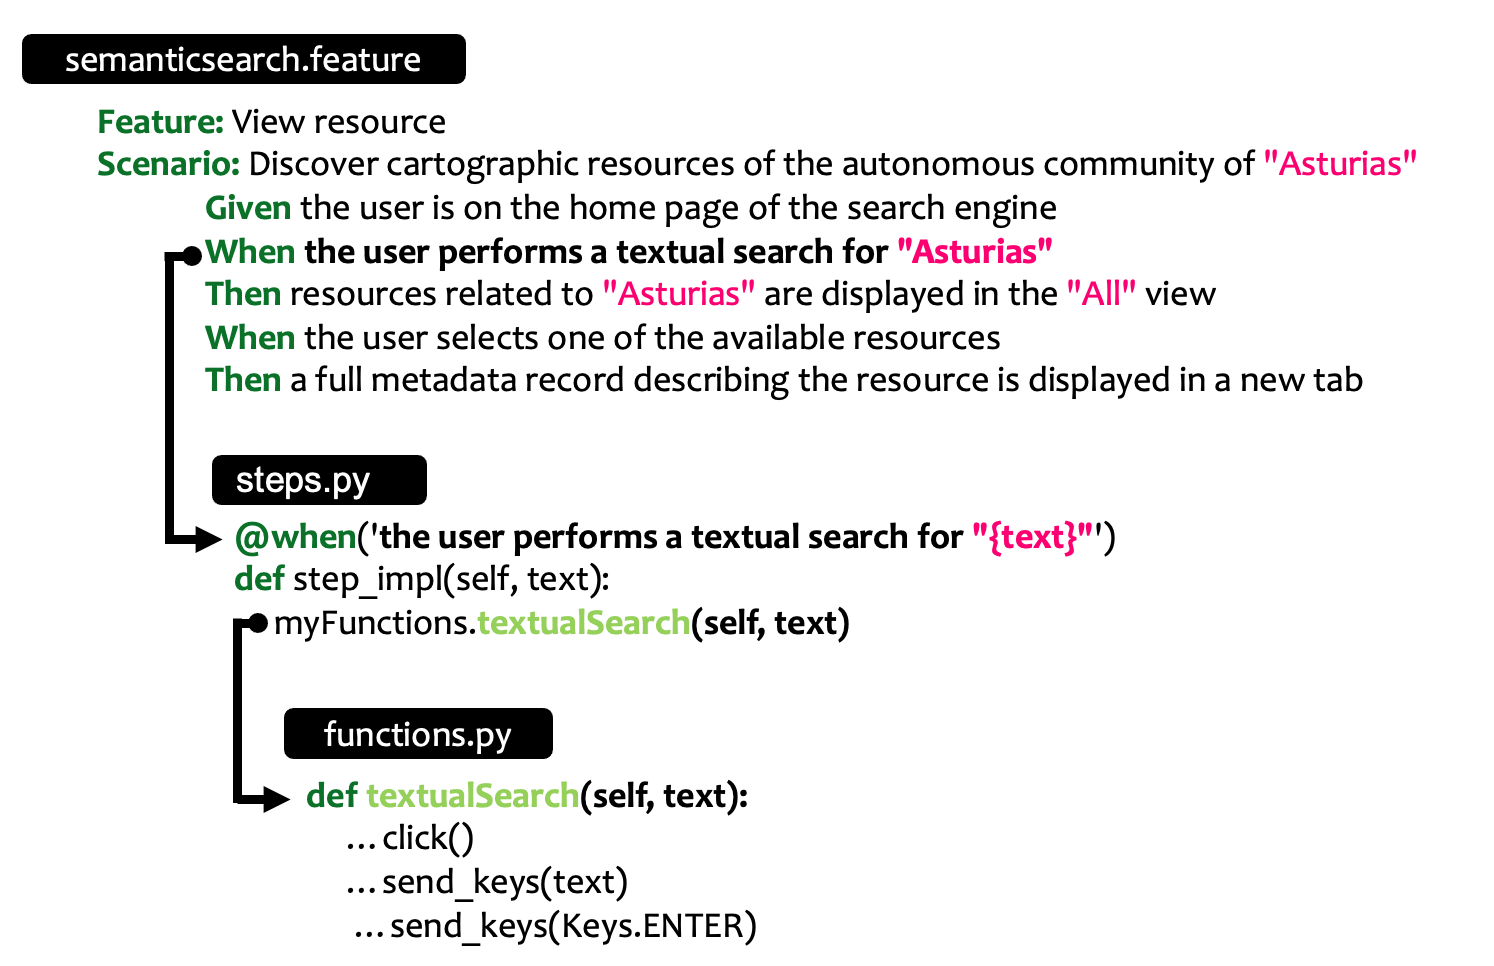 semanticsearch.feature
Feature: View resource
Scenario: Discover cartographic resources of the autonomous community of "Asturias"
Given the user is on the home page of the search engine
When the user performs a textual search for "Asturias"
Then resources related to "Asturias" are displayed in the "All" view
When the user selects one of the available resources
Then a full metadata record describing the resource is displayed in a new tab
steps.py
@when('the user performs a textual search for "{text}"')
def step_impl(self, text):
myFunctions.textualSearch(self, text)
functions.py
def textualSearch(self, text):
...click()
...send_keys(text)
...send_keys(Keys.ENTER)